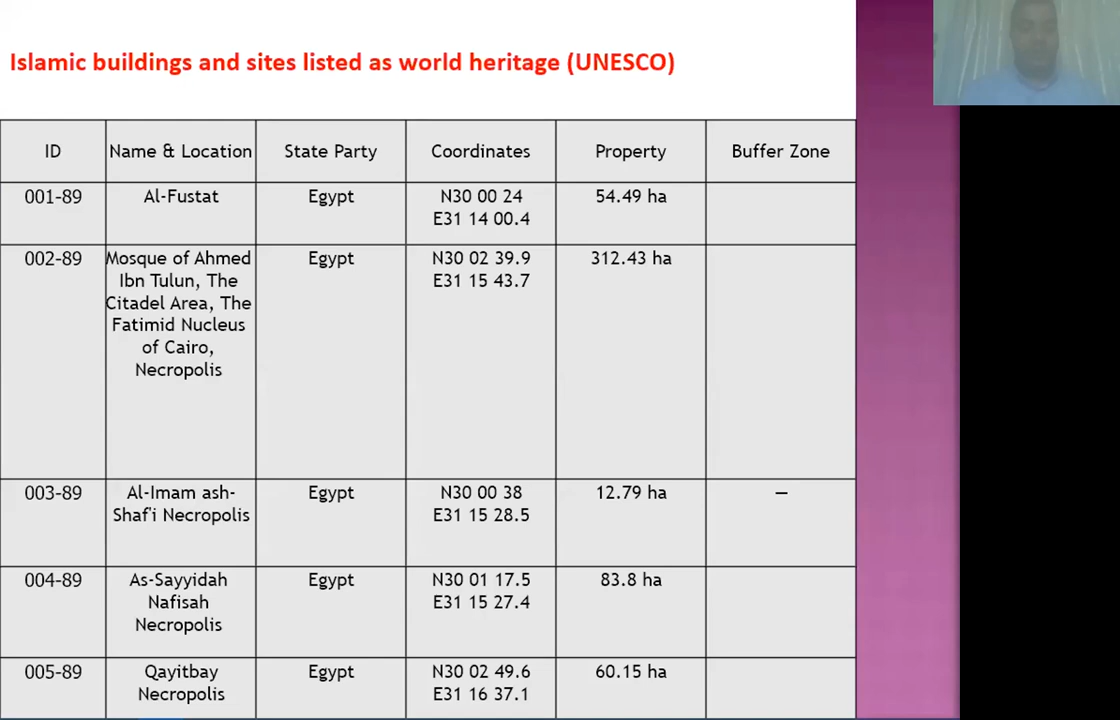 Islamic buildings and sites listed as world heritage (UNESCO)
ID Name & Location State Party Coordinates Property Buffer Zone
001-89 Al-Fustat Egypt N30 00 24 54.49 ha
E31 14 00.4
002-89 Mosque of Ahmed Egypt N30 02 39.9 312.43 ha
Ibn Tulun, The E31 15 43.7
Citadel Area, The
Fatimid Nucleus
of Cairo,
Necropolis
003-89 Al-Imam ash- Egypt N30 00 38 12.79 ha –
Shaf'i Necropolis E31 15 28.5
004-89 As-Sayyidah Egypt N30 01 17.5 83.8 ha
Nafisah E31 15 27.4
Necropolis
005-89 Qayitbay Egypt N30 02 49.6 60.15 ha
Necropolis E31 16 37.1